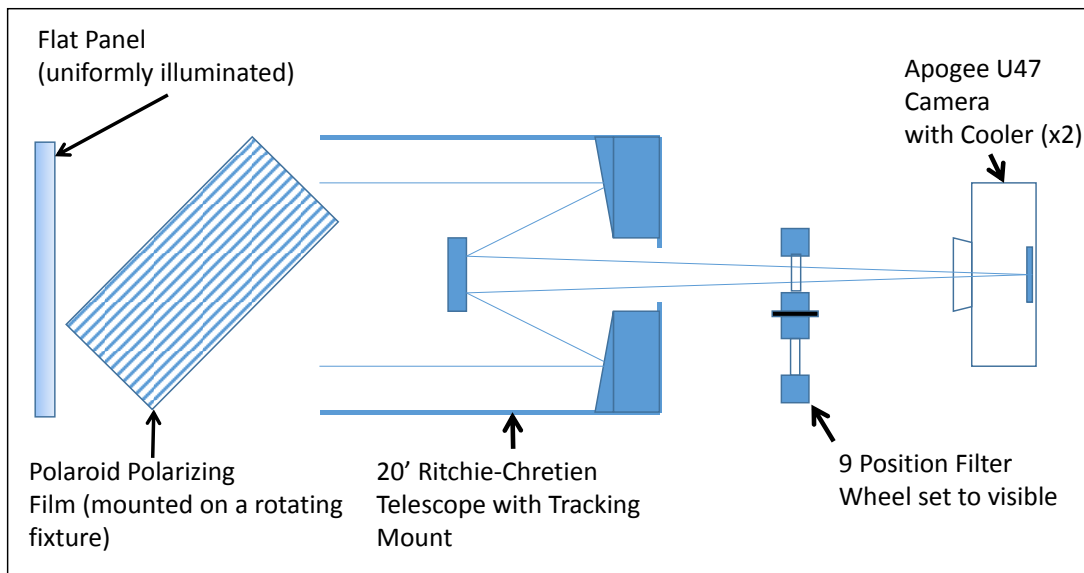 Flat Panel
(uniformly illuminated)
Apogee U47
Camera
with Cooler (x2)
Polaroid Polarizing
Film (mounted on a rotating
fixture)
20’ Ritchie-Chretien
Telescope with Tracking
Mount
9 Position Filter
Wheel set to visible